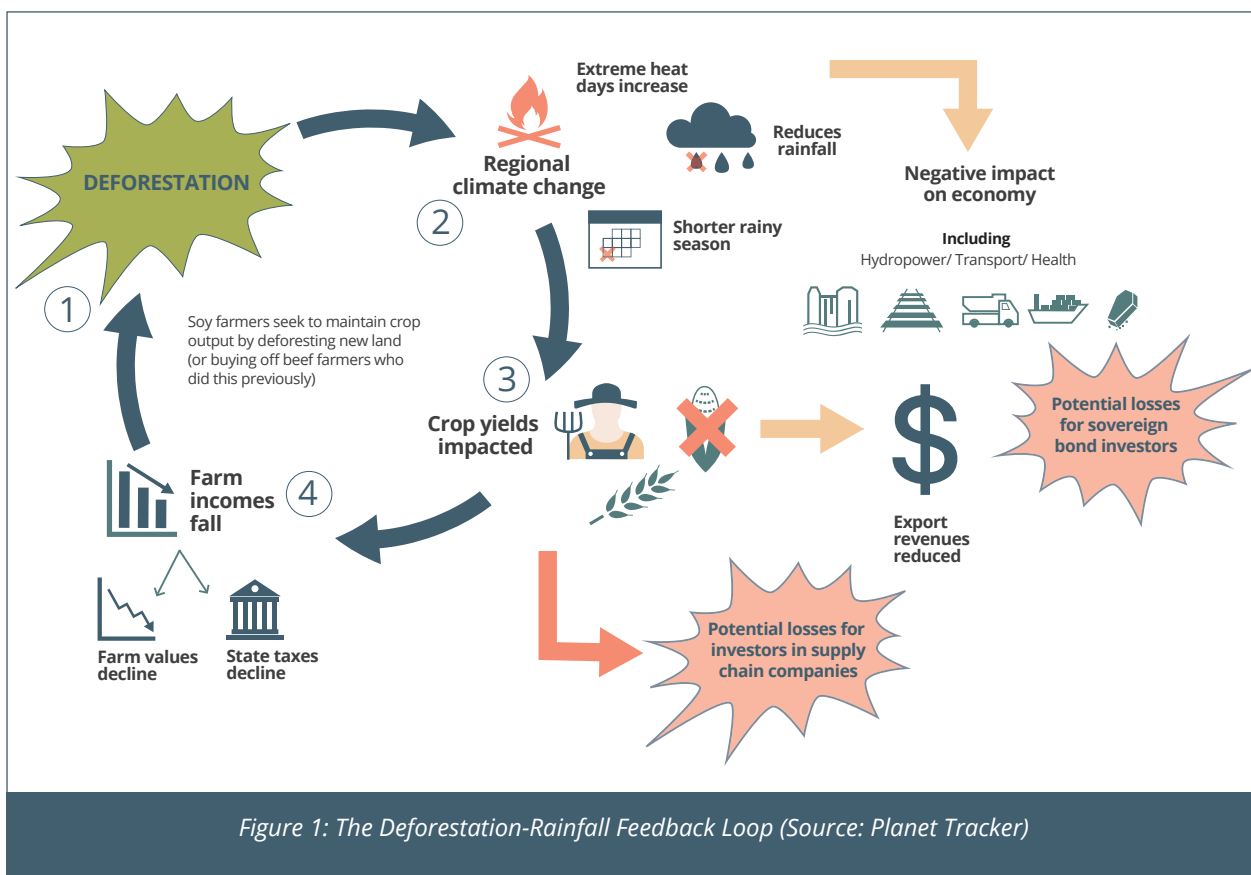 DEFORESTATION
1
Extreme heat
days increase
Reduces
rainfall
Regional
climate change
2
Shorter rainy
season
Negative impact
on economy
Including
Hydropower/ Transport/ Health
Soy farmers seek to maintain crop
output by deforesting new land
(or buying off beef farmers who
did this previously)
3
Crop yields
impacted
$
Export
revenues
reduced
Potential losses
for sovereign
bond investors
Farm
incomes
fall
4
Farm values
decline
State taxes
decline
Potential losses for
investors in supply
chain companies
Figure 1: The Deforestation-Rainfall Feedback Loop (Source: Planet Tracker)